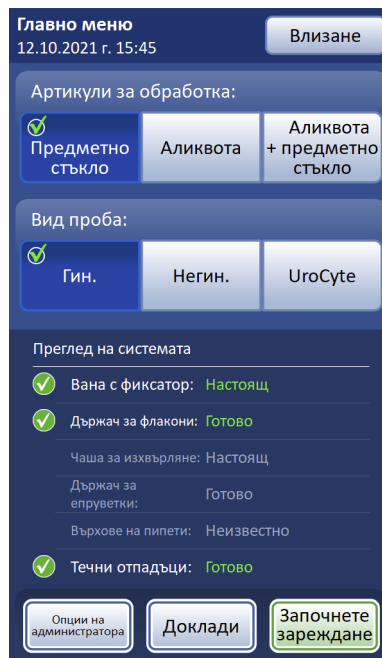 Главно меню
12.10.2021 г. 15:45
Влизане
Артикули за обработка:
Предметно
стъкло
Аликвота
Аликвота
+ предметно
стъкло
Вид проба:
Гин.
Негин.
UroCyte
Преглед на системата
Вана с фиксатор: Настоящ
Държач за флакони: Готово
Чаша за изхвърляне: Настоящ
Държач за
епруветки:
Готово
Върхове на пипети: Неизвестно
Течни отпадъци: Готово
Опции на
администратора
Доклади
Започнете
зареждане